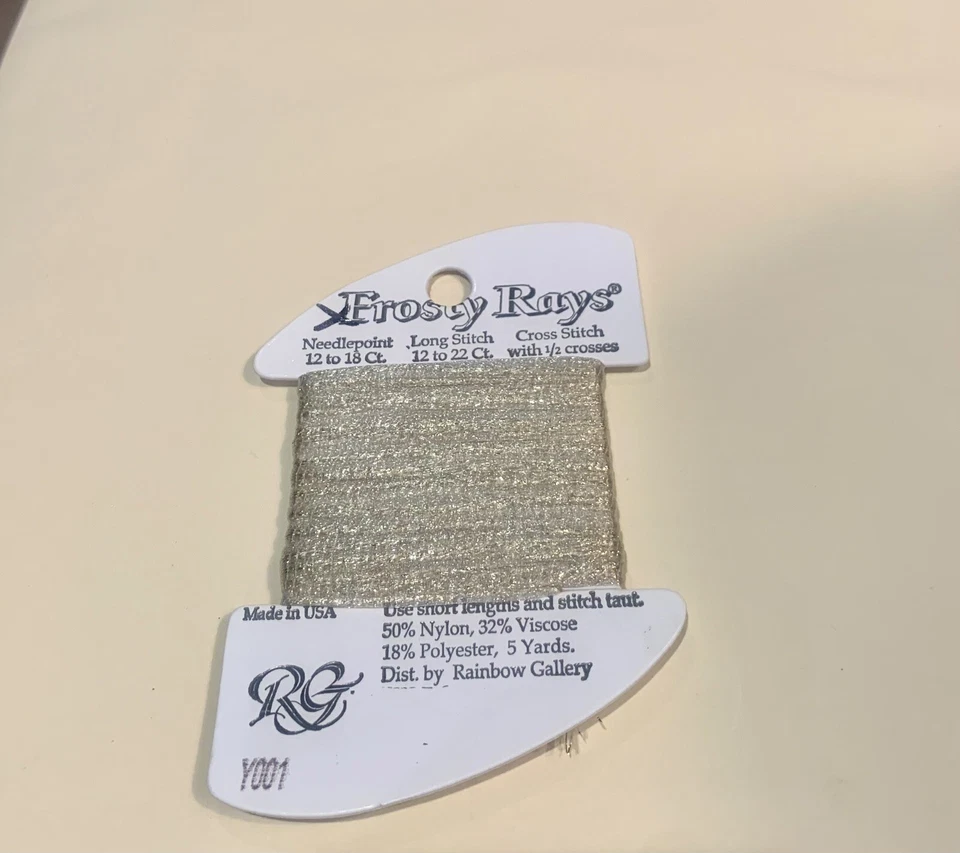 Frosty Rays®
Needlepoint Long Stitch Cross Stitch
12 to 18 Ct. 12 to 22 Ct. with ½ crosses
Made in USA Use short lengths and stitch taut.
50% Nylon, 32% Viscose
18% Polyester, 5 Yards.
Dist. by Rainbow Gallery
RG
Y001